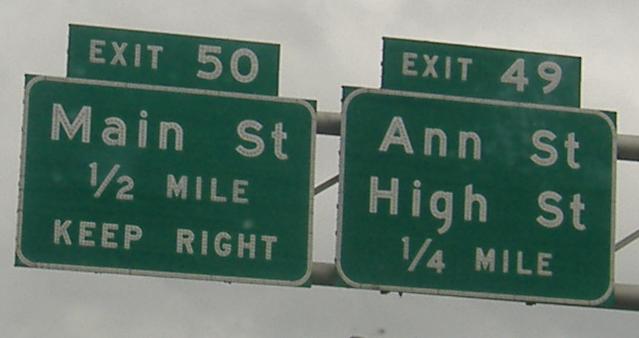 EXIT 50
Main St
1/2 MILE
KEEP RIGHT
EXIT 49
Ann St
High St
1/4 MILE